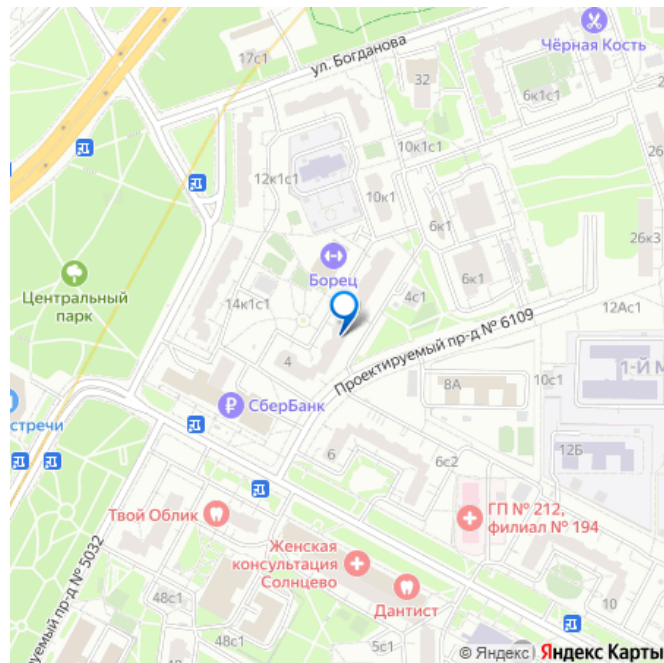 17с1
ул. Богданова
Чёрная Кость
32
6к1с1
10к1с1
12к1с1
10к1
26
6к1
26к3
Борец
6к1
4с1
Центральный
парк
14к1с1
12Ас1
Проектируемый пр-д № 6109
4
1-Й М
8А
10с1
СберБанк
стречи
12Б
6
6с2
ГП № 212,
филиал № 194
Твой Облик
Женская
консультация
Солнцево
Дантист
48с1
10
48с1
5с1
уемый пр-д № 5032
© Яндекс Яндекс Карты